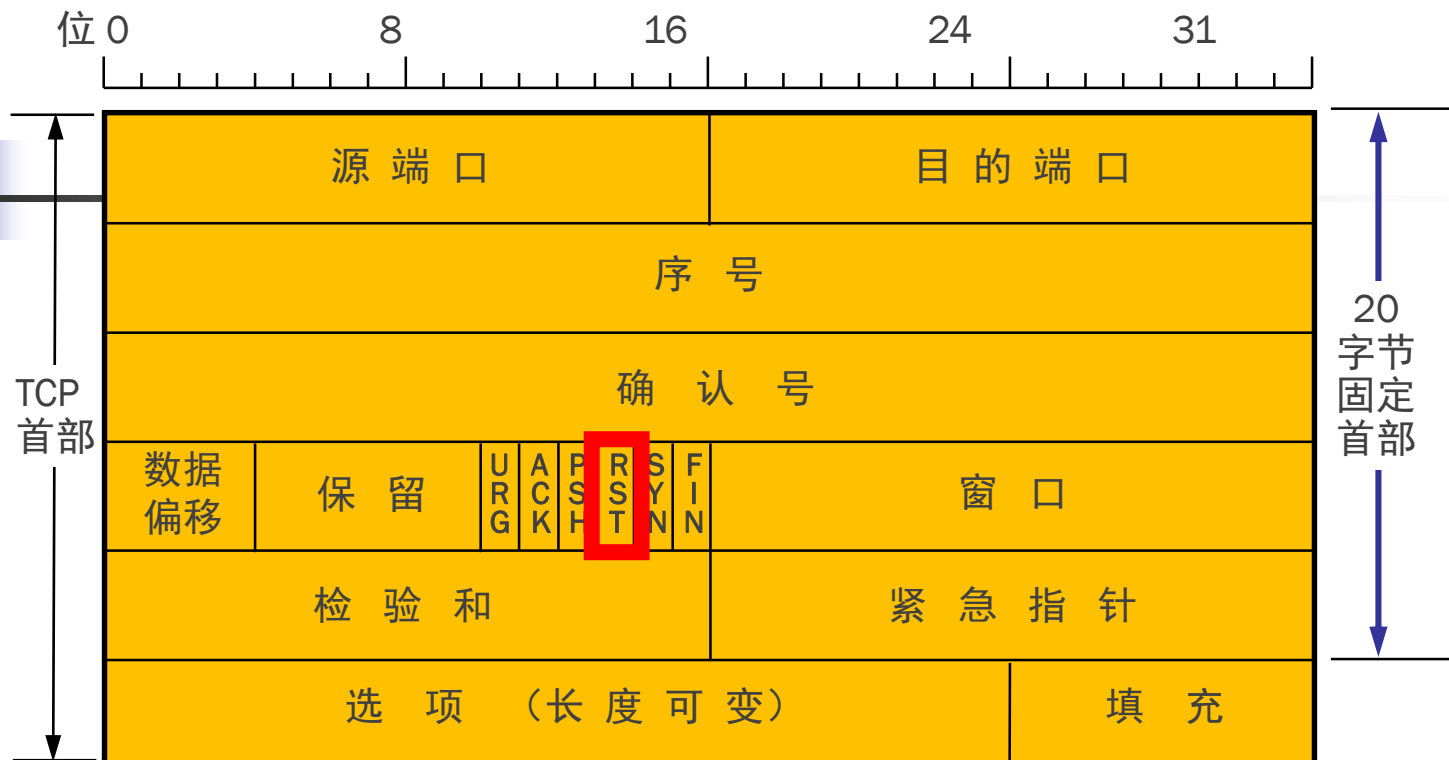 位 0 8 16 24 31
源 端 口 目 的 端 口
序 号
确 认 号
TCP
首部
20
字节
固定
首部
数据
偏移
保 留
URG ACK PSH RST SYN FIN
窗 口
检 验 和 紧 急 指 针
选 项 （长 度 可 变） 填 充